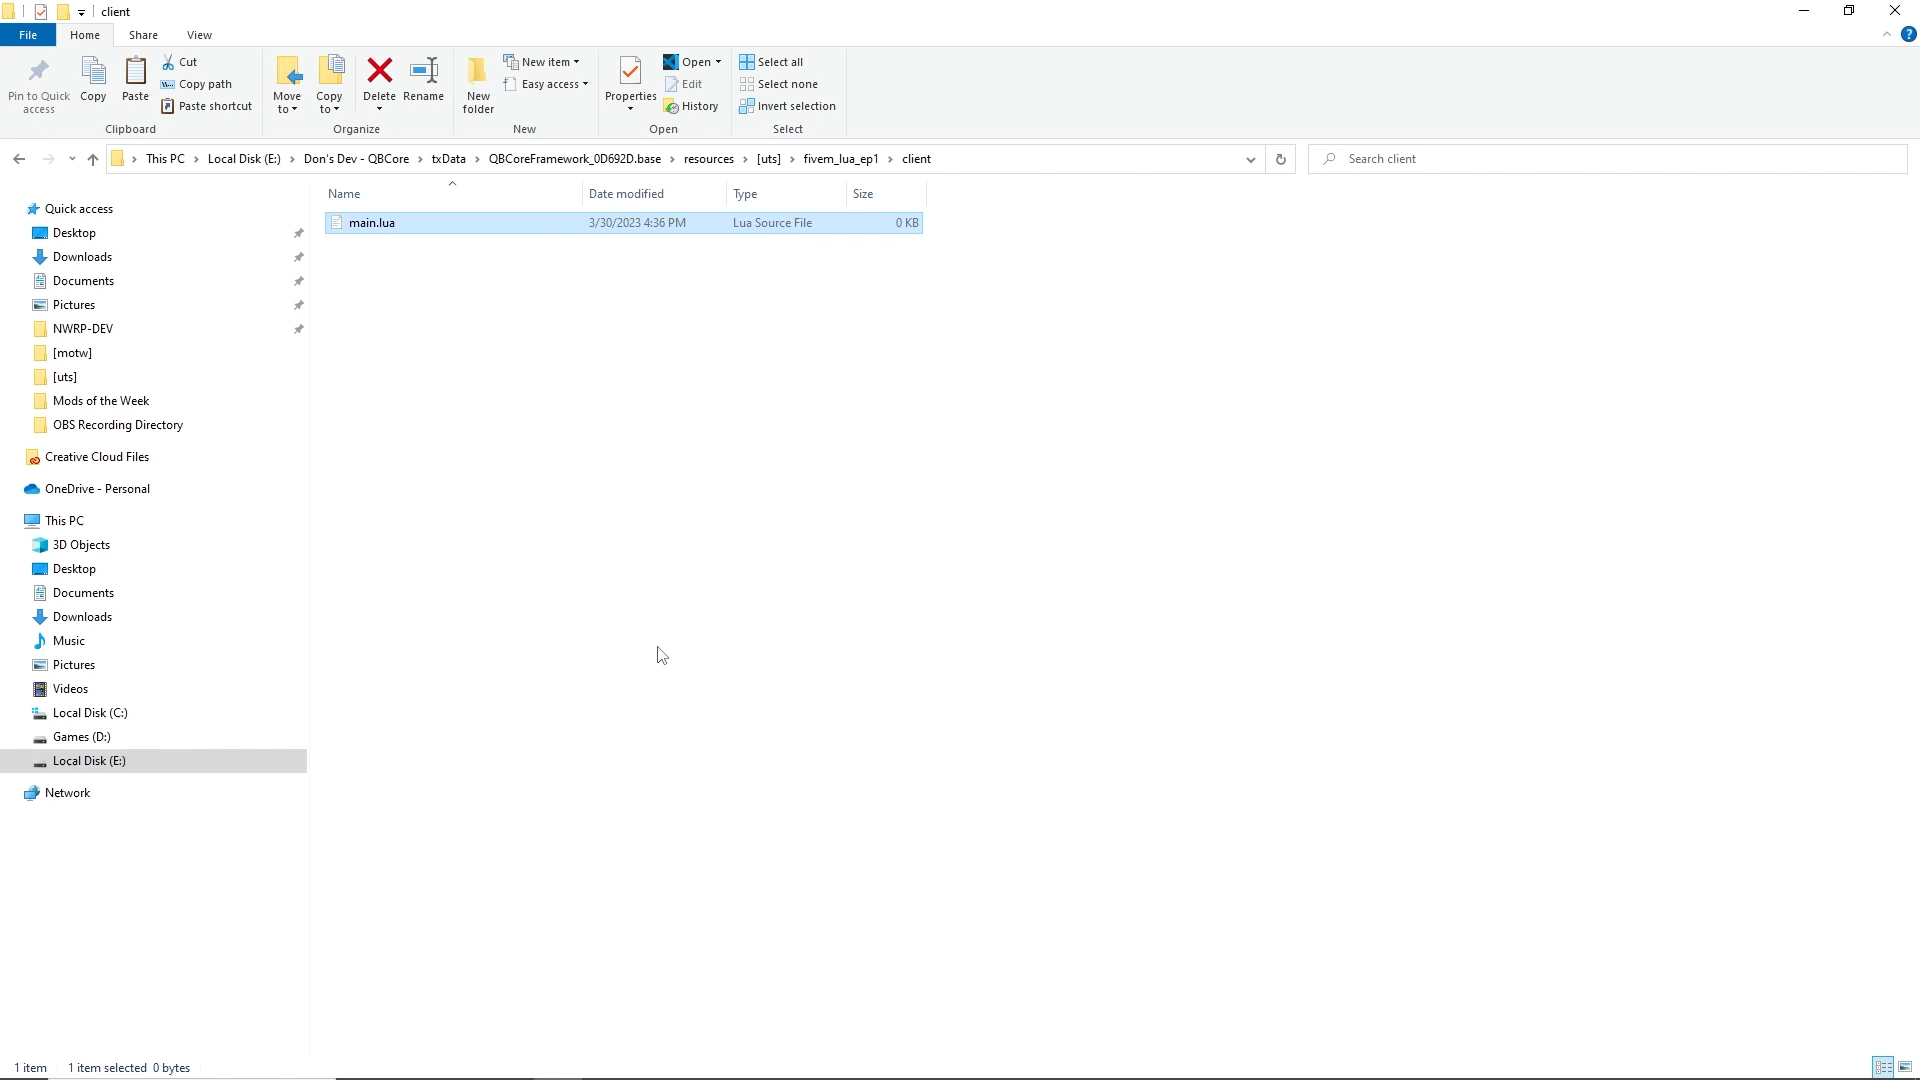 client
File
Home
Share
View
?
Pin to Quick
access
Copy
Paste
Cut
Copy path
Paste shortcut
Clipboard
Move
to
Copy
to
Delete
Rename
Organize
New
folder
New item
Easy access
New
Properties
Open
Edit
History
Open
Select all
Select none
Invert selection
Select
This PC > Local Disk (E:) > Don's Dev - QBCore > txData > QBCoreFramework_0D692D.base > resources > [uts] > fivem_lua_ep1 > client
Search client
Name
Date modified
Type
Size
main.lua
3/30/2023 4:36 PM
Lua Source File
0 KB
Quick access
Desktop
Downloads
Documents
Pictures
NWRP-DEV
[motw]
[uts]
Mods of the Week
OBS Recording Directory
Creative Cloud Files
OneDrive - Personal
This PC
3D Objects
Desktop
Documents
Downloads
Music
Pictures
Videos
Local Disk (C:)
Games (D:)
Local Disk (E:)
Network
1 item
1 item selected 0 bytes